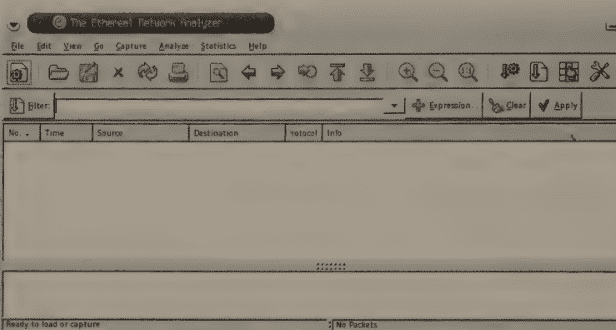 The Ethereal Network Analyzer
File Edit View Go Capture Analyze Statistics Help
Filter: Expression... Clear Apply
No. . Time Source Destination rotocol Info
Ready to load or capture No Packets